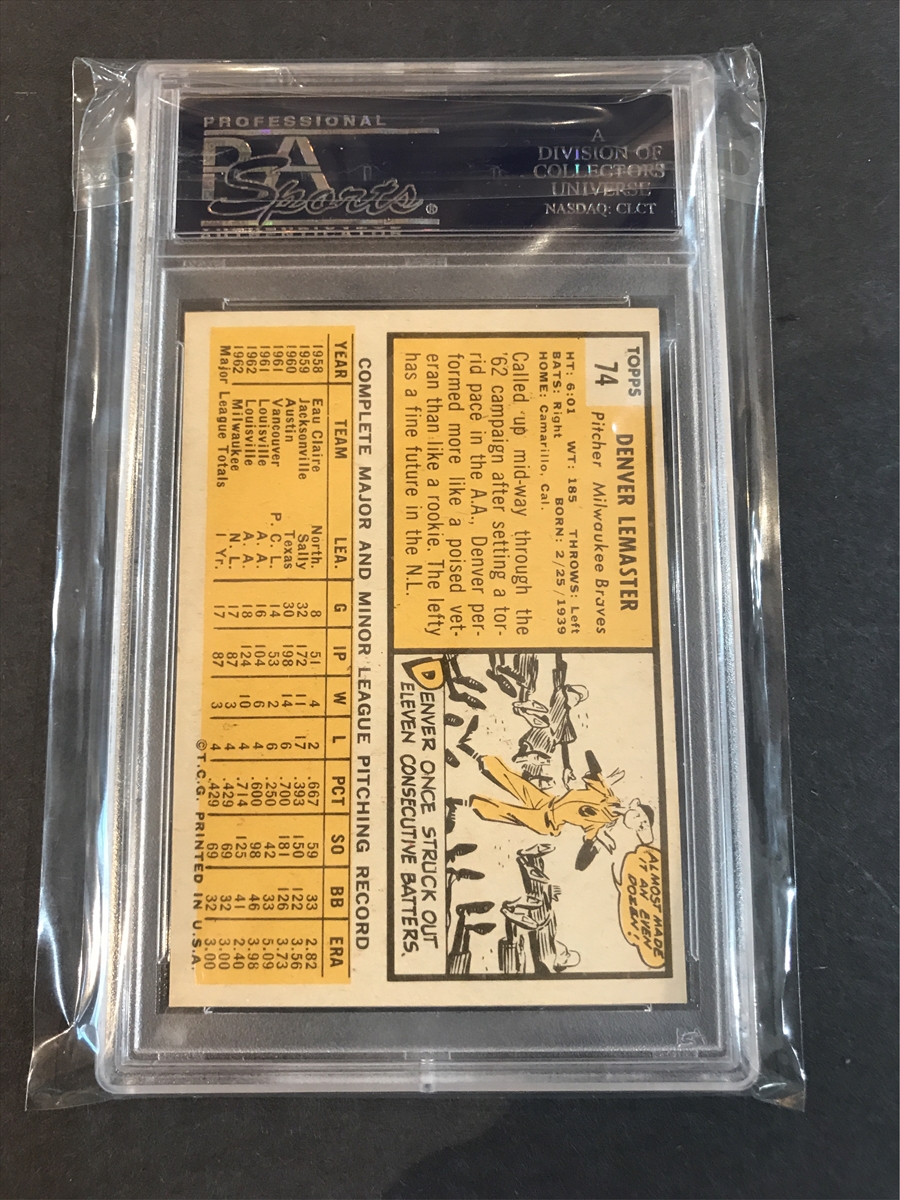 PROFESSIONAL
PSA
Sports®
AUTHENTICATOR
A
DIVISION OF
COLLECTORS
UNIVERSE
NASDAQ: CLCT
TOPPS
74
DENVER LEMASTER
Pitcher Milwaukee Braves
HT: 6:01 WT: 185 THROWS: Left
BATS: Right BORN: 2/25/1939
HOME: Camarillo, Cal.
Called up mid-way through the
'62 campaign after setting a tor-
rid pace in the A.A., Denver per-
formed more like a poised vet-
eran than like a rookie. The lefty
has a fine future in the N.L.
ALMOST MADE
IT AN EVEN
DOZEN!
DENVER ONCE STRUCK OUT
ELEVEN CONSECUTIVE BATTERS.
COMPLETE MAJOR AND MINOR LEAGUE PITCHING RECORD
YEAR TEAM LEA. G IP W L PCT SO BB ERA
1958 Eau Claire North. 8 51 4 2 .667 59 33 2.82
1959 Jacksonville Sally 32 172 11 17 .393 150 122 3.56
1960 Austin Texas 30 198 14 6 .700 181 126 3.73
1961 Vancouver P. C. L. 14 53 2 6 .250 42 33 5.09
1961 Louisville A. A. 16 104 6 4 .600 98 46 3.98
1962 Louisville A. A. 18 124 10 4 .714 125 41 2.40
1962 Milwaukee N. L. 17 87 3 4 .429 69 32 3.00
Major League Totals 1 Yr. 17 87 3 4 .429 69 32 3.00
©T.C.G. PRINTED IN U.S.A.